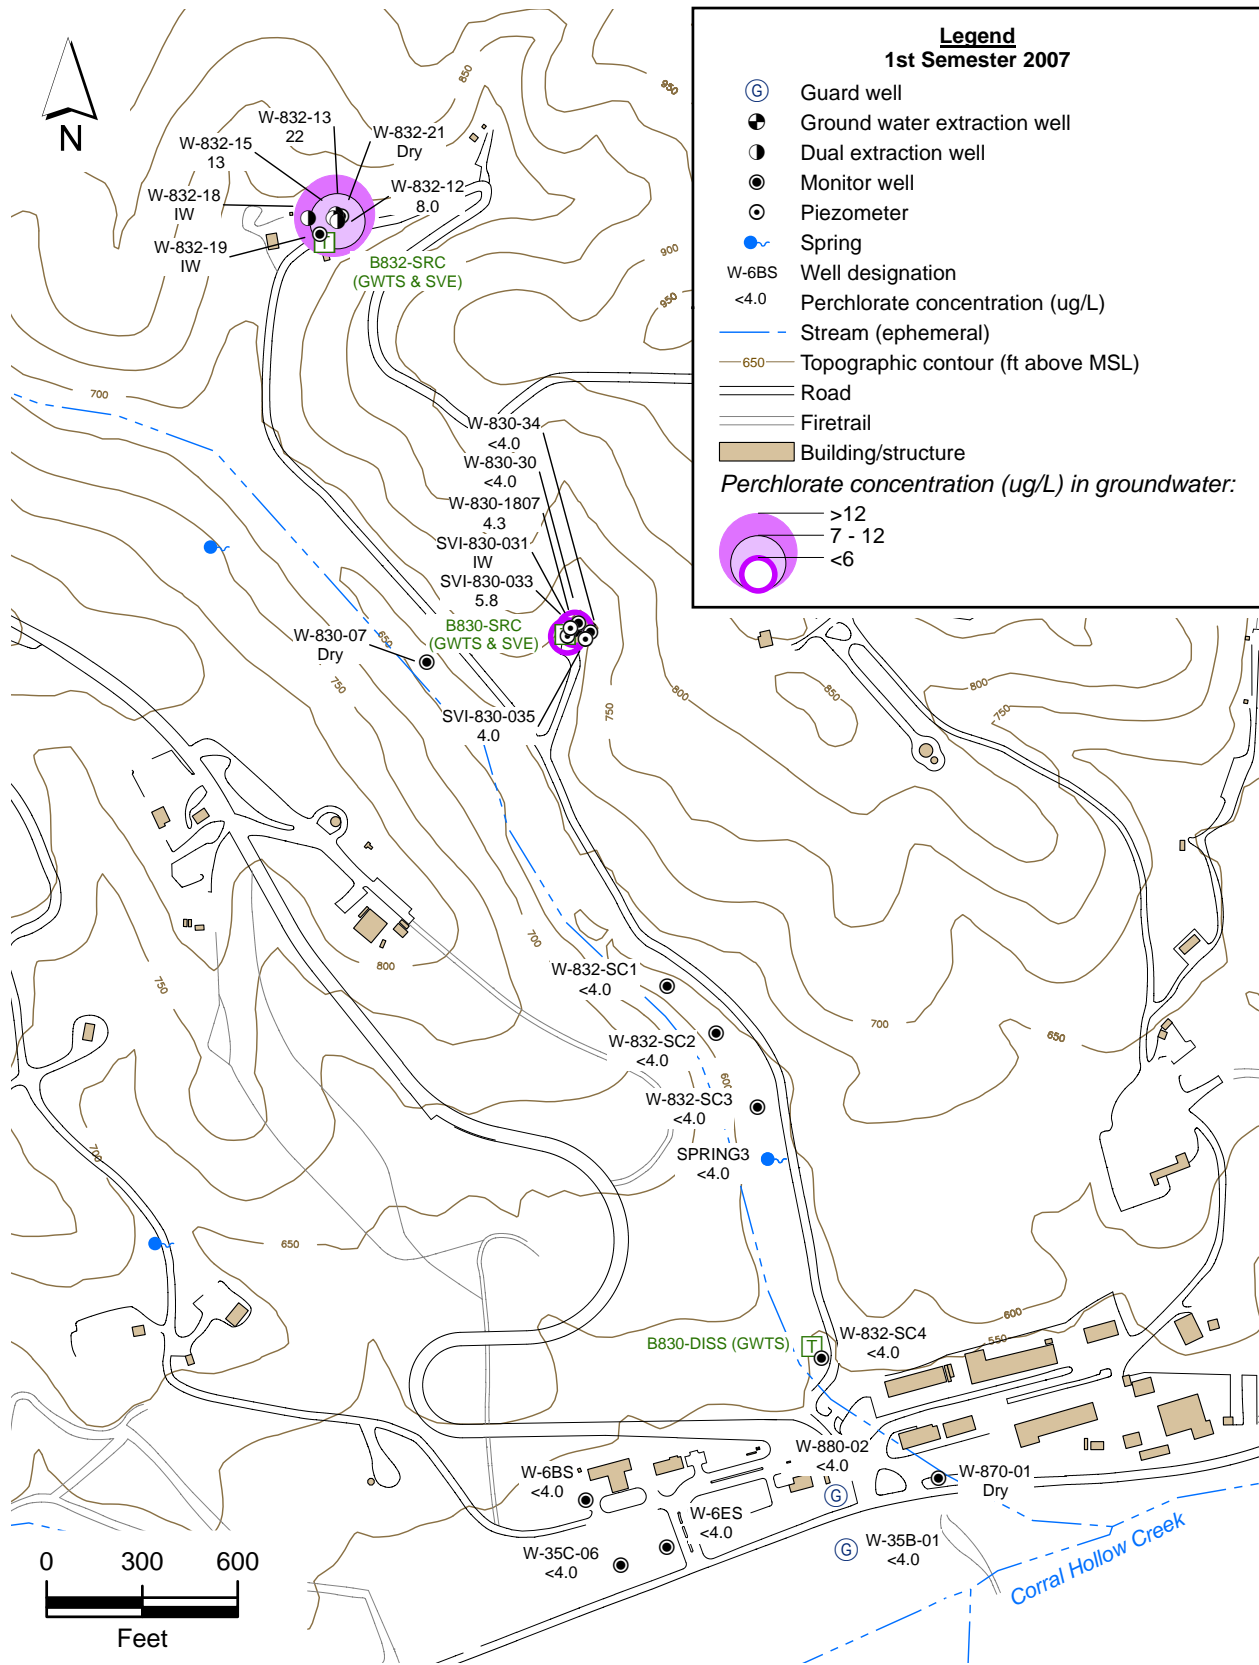 Legend
1st Semester 2007
G Guard well
Ground water extraction well
Dual extraction well
Monitor well
Piezometer
Spring
W-6BS Well designation
<4.0 Perchlorate concentration (ug/L)
Stream (ephemeral)
650 Topographic contour (ft above MSL)
Road
Firetrail
Building/structure
Perchlorate concentration (ug/L) in groundwater:
>12
7 - 12
<6
N
850
950
950
900
W-832-13
22
W-832-21
Dry
W-832-15
13
W-832-12
8.0
W-832-18
IW
W-832-19
IW
T
B832-SRC
(GWTS & SVE)
700
W-830-34
<4.0
W-830-30
<4.0
W-830-1807
4.3
SVI-830-031
IW
SVI-830-033
5.8
B830-SRC
(GWTS & SVE)
W-830-07
Dry
650
750
SVI-830-035
4.0
750
800
850
800
750
700
800
750
W-832-SC1
<4.0
700
650
W-832-SC2
<4.0
600
W-832-SC3
<4.0
SPRING3
<4.0
700
650
600
550
B830-DISS (GWTS)
T
W-832-SC4
<4.0
W-880-02
<4.0
G
W-870-01
Dry
W-6BS
<4.0
W-6ES
<4.0
W-35C-06
<4.0
G
W-35B-01
<4.0
Corral Hollow Creek
0 300 600
Feet